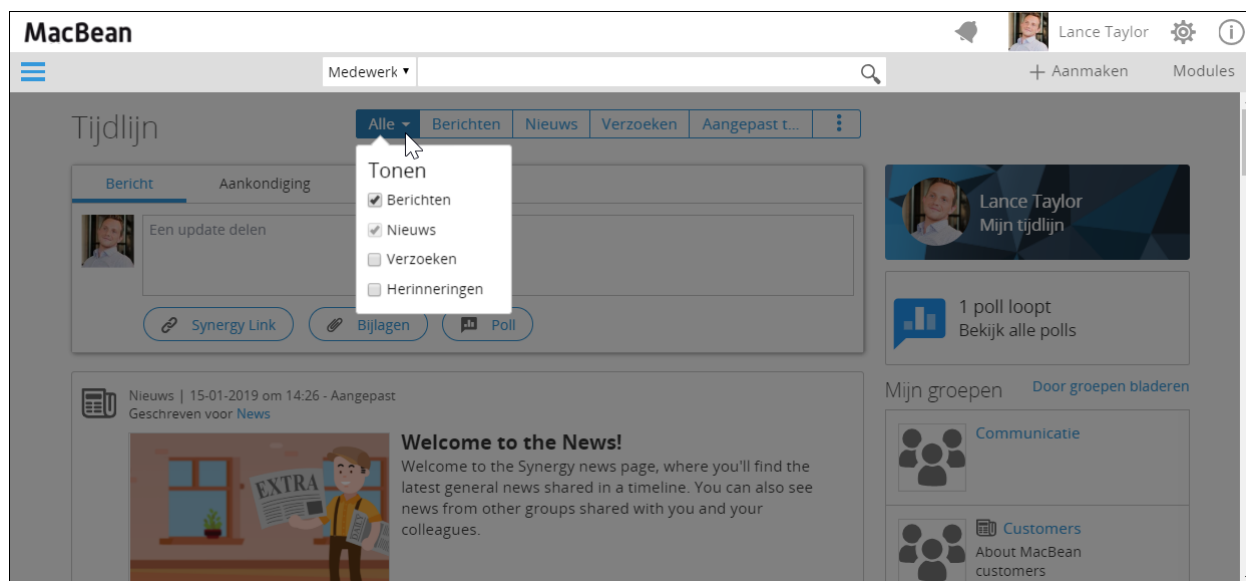 MacBean
Lance Taylor
Medewerk
Aanmaken
Modules
Tijdlijn
Alle Berichten Nieuws Verzoeken Aangepast t...
Tonen
Berichten
Nieuws
Verzoeken
Herinneringen
Bericht Aankondiging
Een update delen
Synergy Link Bijlagen Poll
Nieuws | 15-01-2019 om 14:26 - Aangepast
Geschreven voor News
EXTRA
DAILY
Welcome to the News!
Welcome to the Synergy news page, where you'll find the
latest general news shared in a timeline. You can also see
news from other groups shared with you and your
colleagues.
Lance Taylor
Mijn tijdlijn
1 poll loopt
Bekijk alle polls
Mijn groepen Door groepen bladeren
Communicatie
Customers
About MacBean
customers